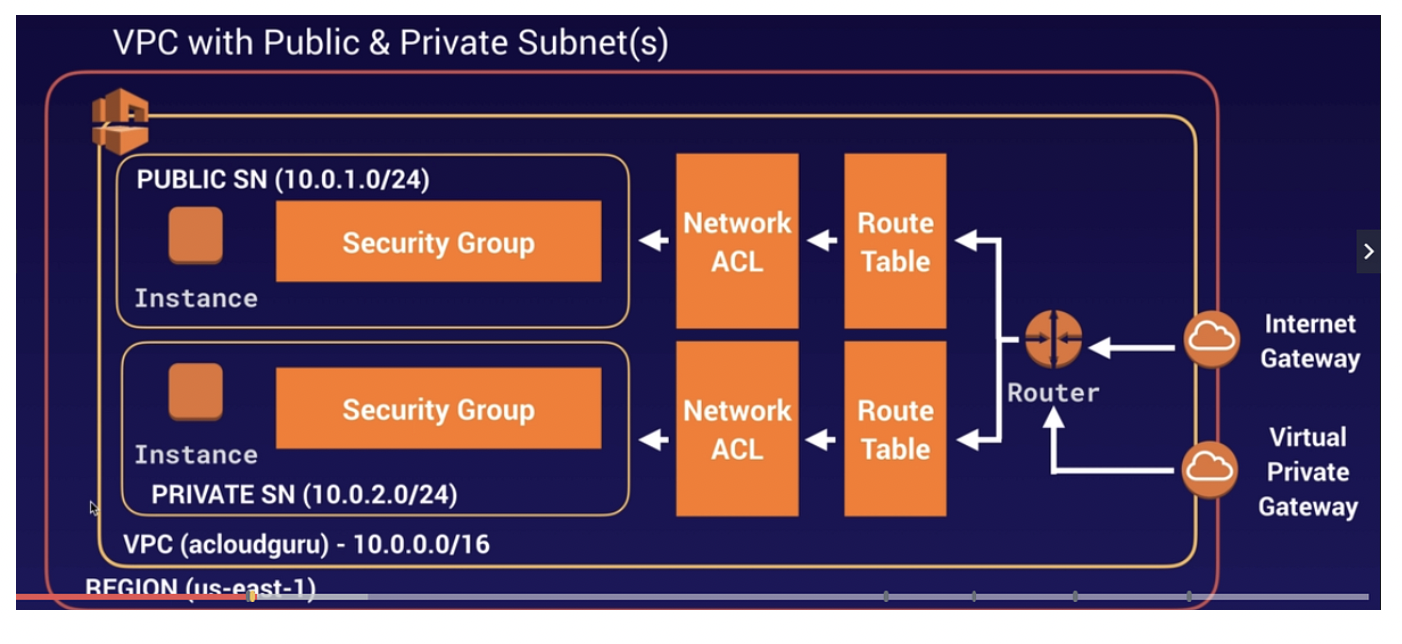 VPC with Public & Private Subnet(s)
PUBLIC SN (10.0.1.0/24)
Security Group
Instance
Network
ACL
Route
Table
Internet
Gateway
Router
Security Group
Instance
PRIVATE SN (10.0.2.0/24)
Network
ACL
Route
Table
Virtual
Private
Gateway
VPC (acloudguru) - 10.0.0.0/16
REGION (us-east-1)